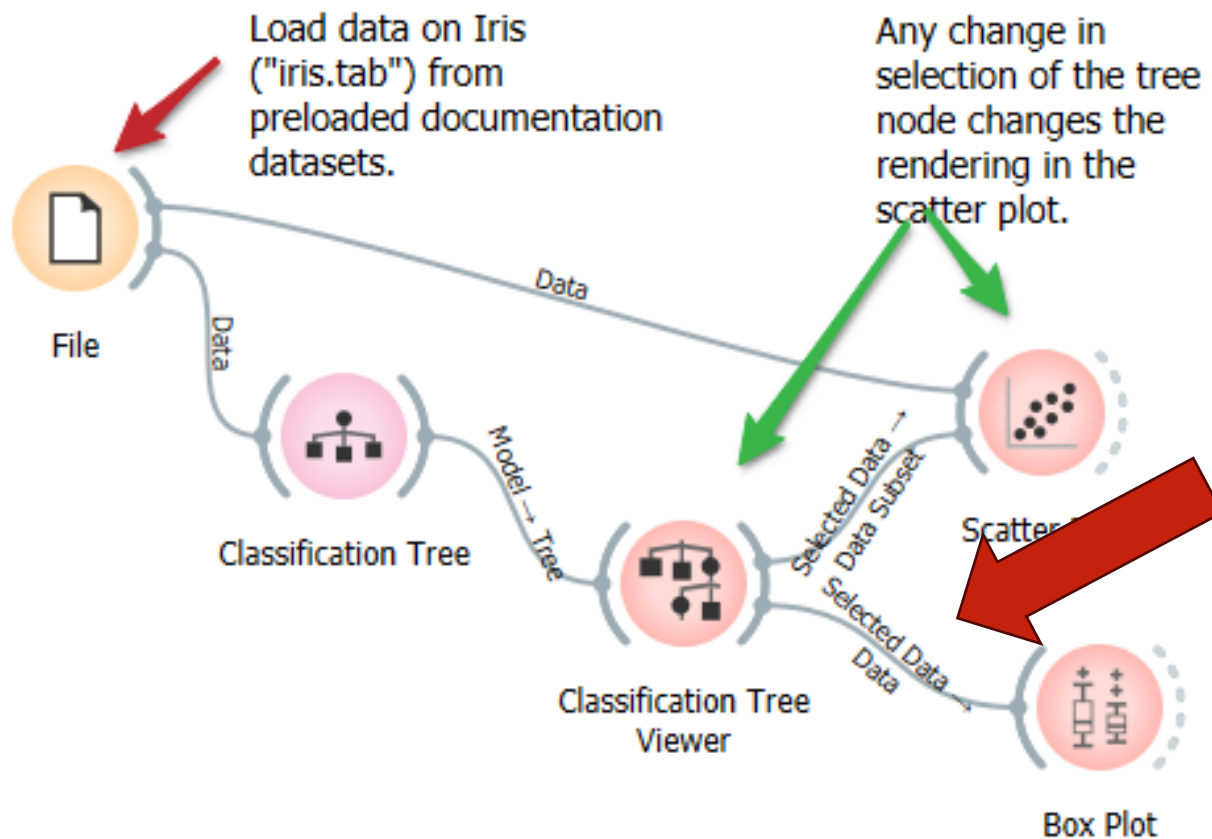 Load data on Iris
("iris.tab") from
preloaded documentation
datasets.
Any change in
selection of the tree
node changes the
rendering in the
scatter plot.
File
Data
Data
Classification Tree
Model → Tree
Classification Tree
Viewer
Selected Data →
Data Subset
Scatter
Selected Data →
Data
Box Plot